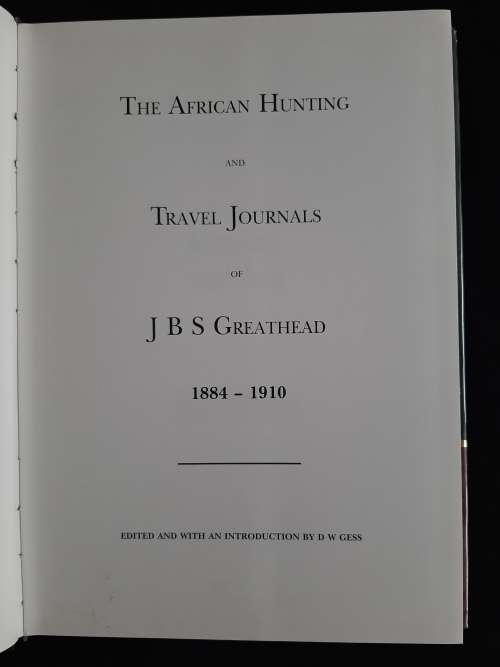 The African Hunting
and
Travel Journals
of
J B S Greathead
1884 – 1910
EDITED AND WITH AN INTRODUCTION BY D W GESS